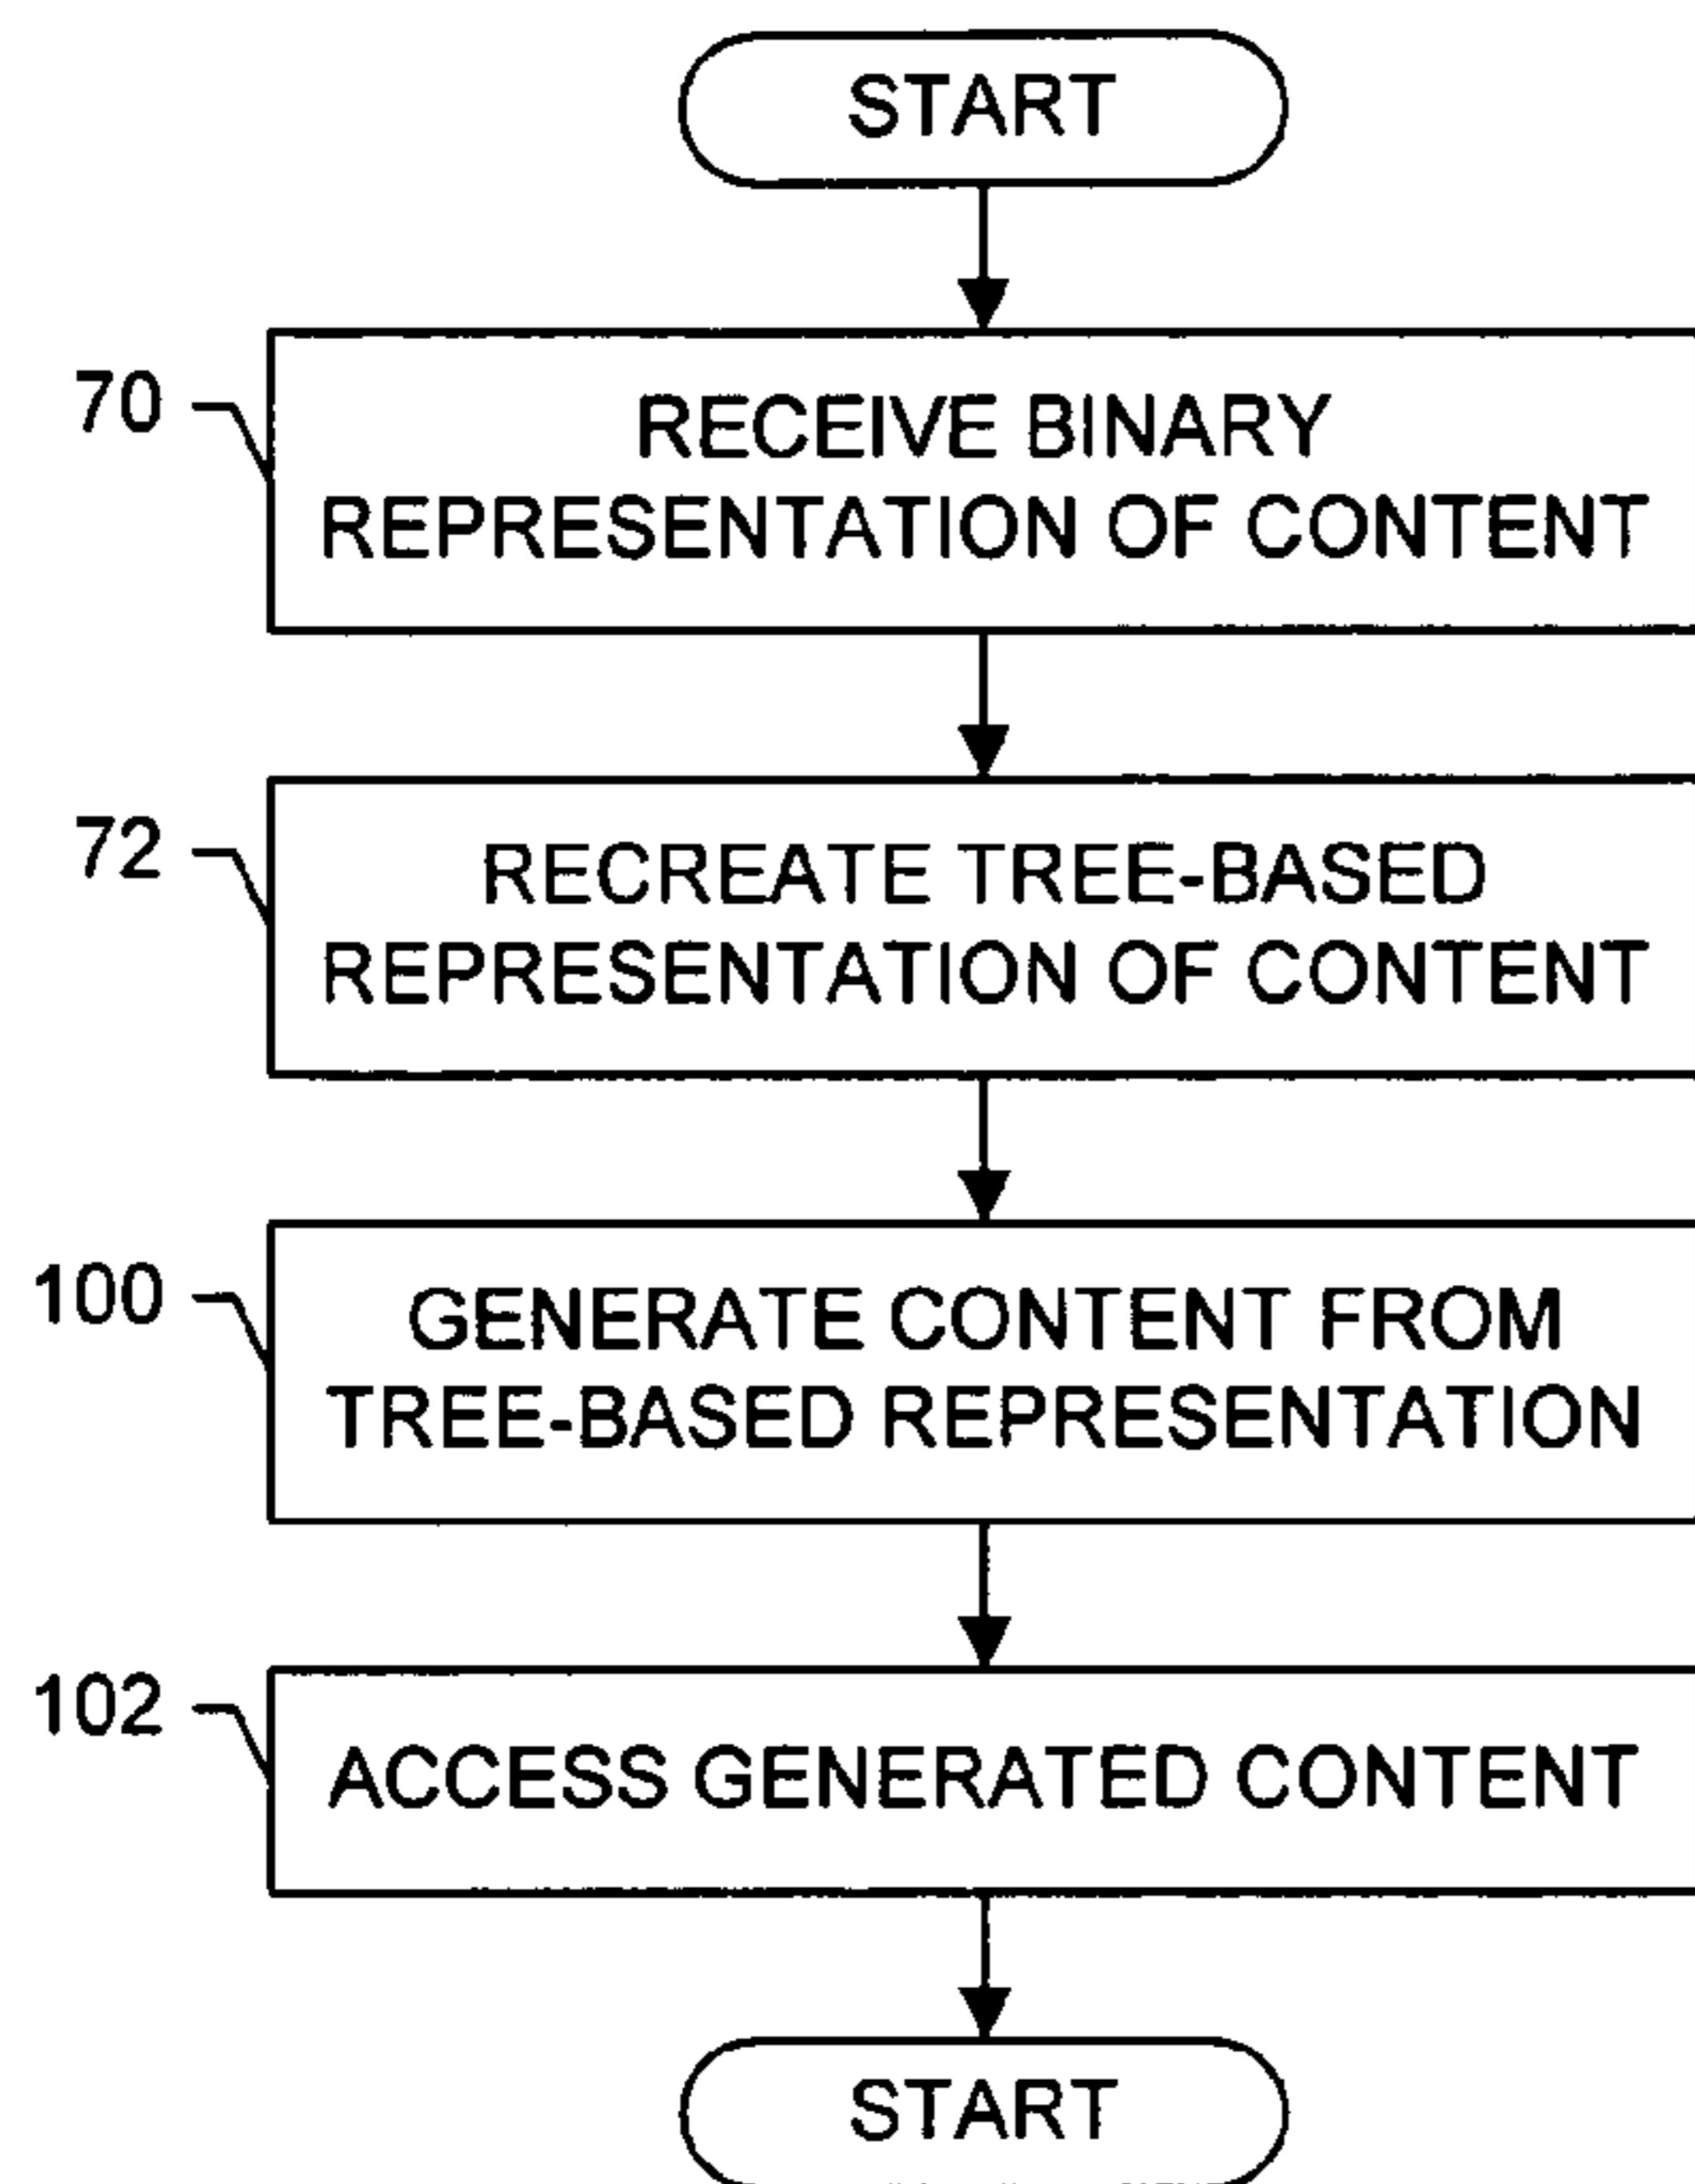 START
70
RECEIVE BINARY
REPRESENTATION OF CONTENT
72
RECREATE TREE-BASED
REPRESENTATION OF CONTENT
100
GENERATE CONTENT FROM
TREE-BASED REPRESENTATION
102
ACCESS GENERATED CONTENT
START